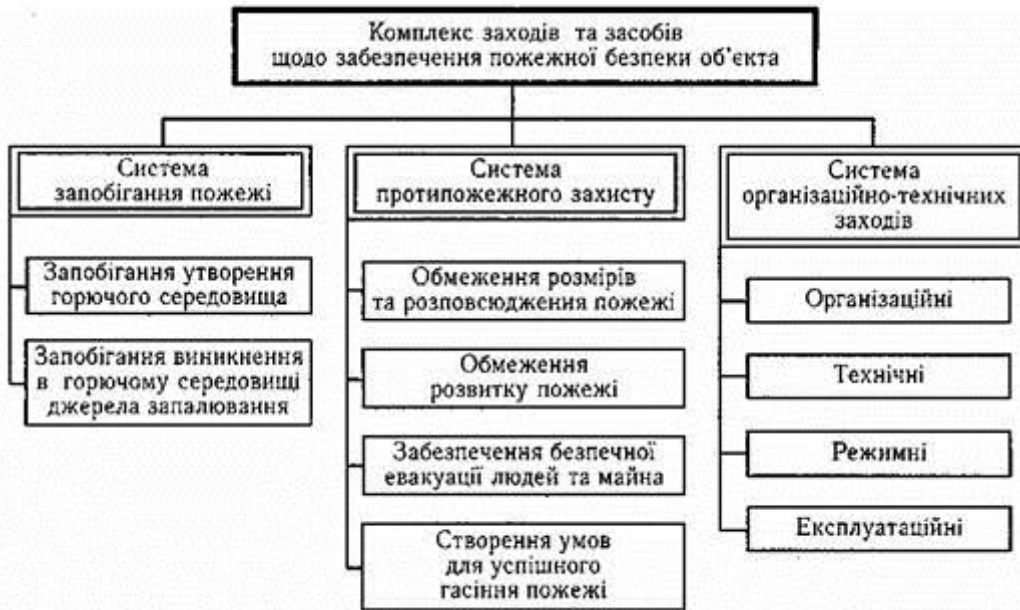 Комплекс заходів та засобів
щодо забезпечення пожежної безпеки об'єкта
Система
запобігання пожежі
Запобігання утворення
горючого середовища
Запобігання виникнення
в горючому середовищі
джерела запалювання
Система
протипожежного захисту
Обмеження розмірів
та розповсюдження пожежі
Обмеження
розвитку пожежі
Забезпечення безпечної
евакуації людей та майна
Створення умов
для успішного
гасіння пожежі
Система
організаційно-технічних
заходів
Організаційні
Технічні
Режимні
Експлуатаційні